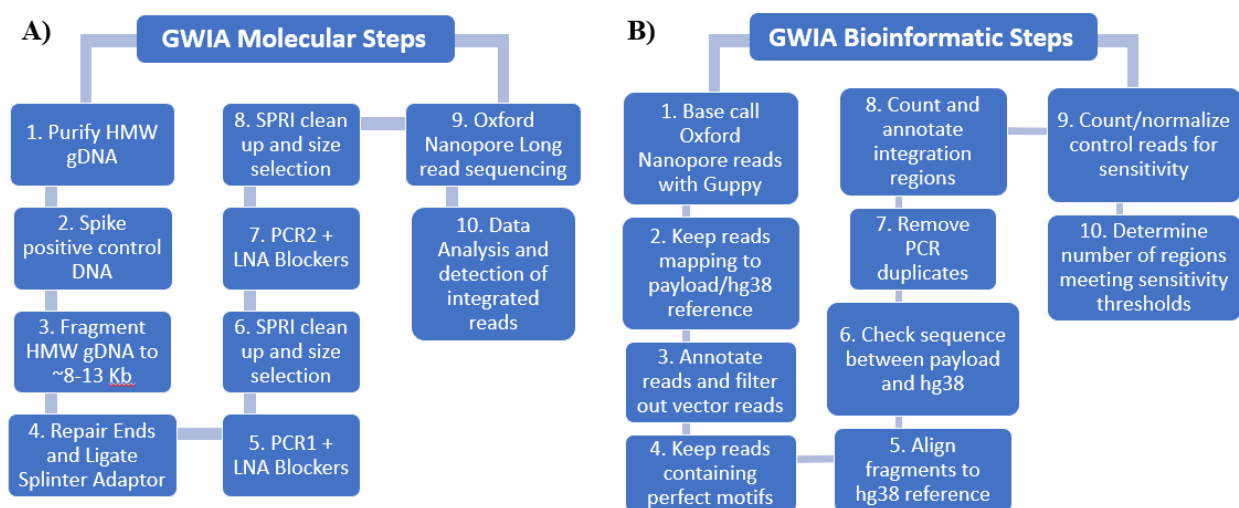 A)
GWIA Molecular Steps
1. Purify HMW
gDNA
2. Spike
positive control
DNA
3. Fragment
HMW gDNA to
~8-13 Kb
4. Repair Ends
and Ligate
Splinter Adaptor
5. PCR1 +
LNA Blockers
6. SPRI clean
up and size
selection
7. PCR2 +
LNA Blockers
8. SPRI clean
up and size
selection
9. Oxford
Nanopore Long
read sequencing
10. Data
Analysis and
detection of
integrated
reads
B)
GWIA Bioinformatic Steps
1. Base call
Oxford
Nanopore reads
with Guppy
2. Keep reads
mapping to
payload/hg38
reference
3. Annotate
reads and filter
out vector reads
4. Keep reads
containing
perfect motifs
5. Align
fragments to
hg38 reference
6. Check sequence
between payload
and hg38
7. Remove
PCR
duplicates
8. Count and
annotate
integration
regions
9. Count/normalize
control reads for
sensitivity
10. Determine
number of regions
meeting sensitivity
thresholds